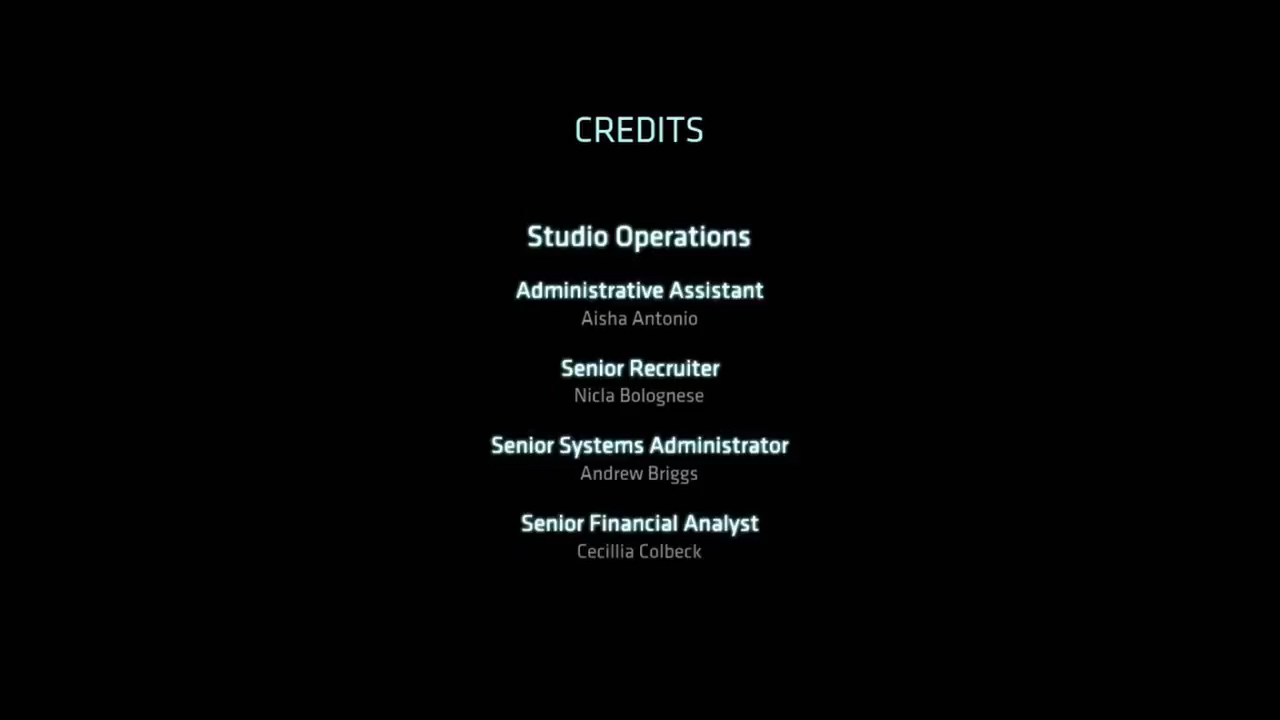 CREDITS
Studio Operations
Administrative Assistant
Aisha Antonio
Senior Recruiter
Nicla Bolognese
Senior Systems Administrator
Andrew Briggs
Senior Financial Analyst
Cecillia Colbeck